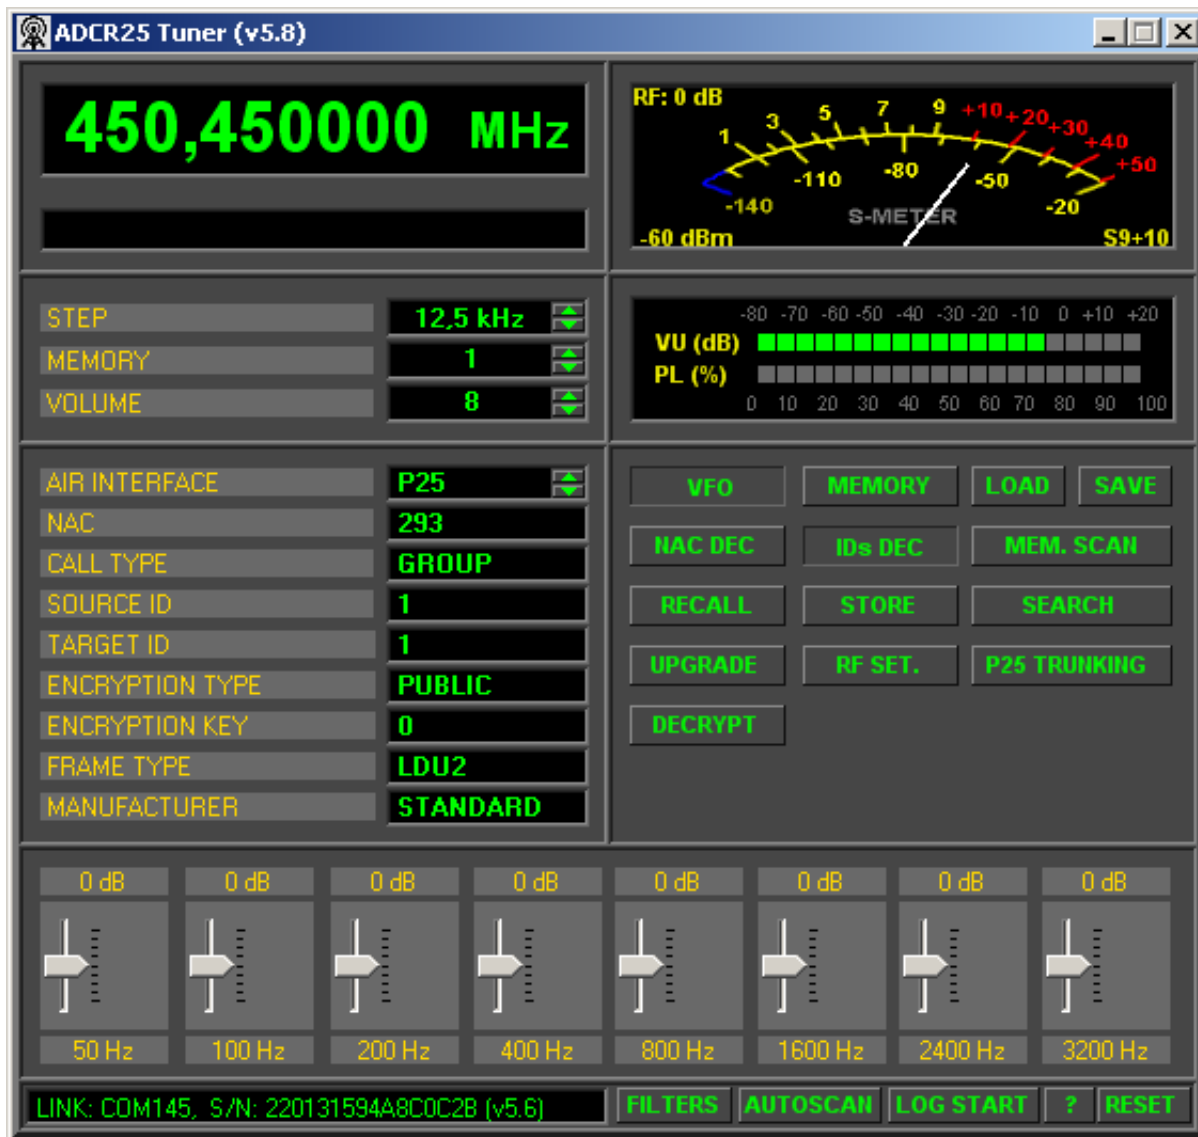 ADCR25 Tuner (v5.8)
450,450000 MHz
RF: 0 dB
1 3 5 7 9 +10 +20 +30 +40 +50
-140 -110 -80 -50 -20
S-METER
-60 dBm S9+10
STEP 12,5 kHz
MEMORY 1
VOLUME 8
-80 -70 -60 -50 -40 -30 -20 -10 0 +10 +20
VU (dB)
PL (%)
0 10 20 30 40 50 60 70 80 90 100
AIR INTERFACE P25
NAC 293
CALL TYPE GROUP
SOURCE ID 1
TARGET ID 1
ENCRYPTION TYPE PUBLIC
ENCRYPTION KEY 0
FRAME TYPE LDU2
MANUFACTURER STANDARD
VFO MEMORY LOAD SAVE
NAC DEC IDs DEC MEM. SCAN
RECALL STORE SEARCH
UPGRADE RF SET. P25 TRUNKING
DECRYPT
0 dB 0 dB 0 dB 0 dB 0 dB 0 dB 0 dB 0 dB
50 Hz 100 Hz 200 Hz 400 Hz 800 Hz 1600 Hz 2400 Hz 3200 Hz
LINK: COM145, S/N: 220131594A8C0C2B (v5.6) FILTERS AUTOSCAN LOG START ? RESET